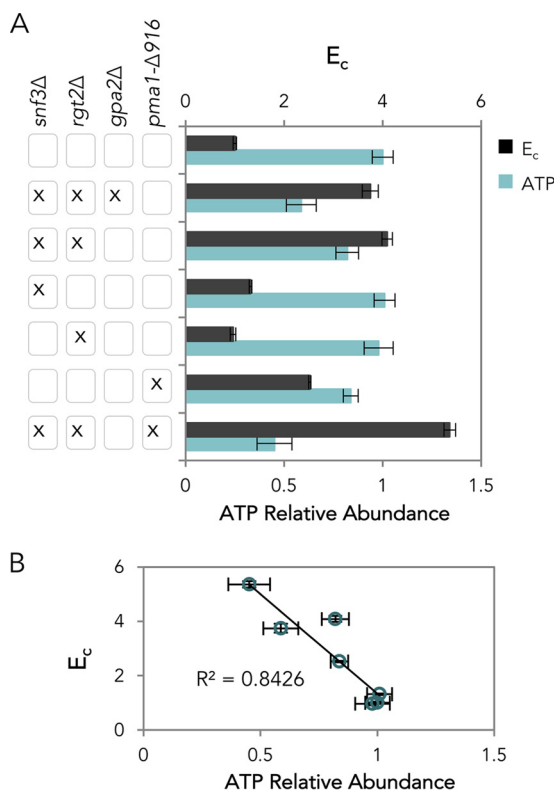 A
snf3Δ
rgt2Δ
gpa2Δ
pma1-Δ916
Ec
0 2 4 6
Ec
ATP
X X X
X X
X
X
X
X X X
0 0.5 1 1.5
ATP Relative Abundance
B
6
4
2
0
Ec
R² = 0.8426
0 0.5 1 1.5
ATP Relative Abundance